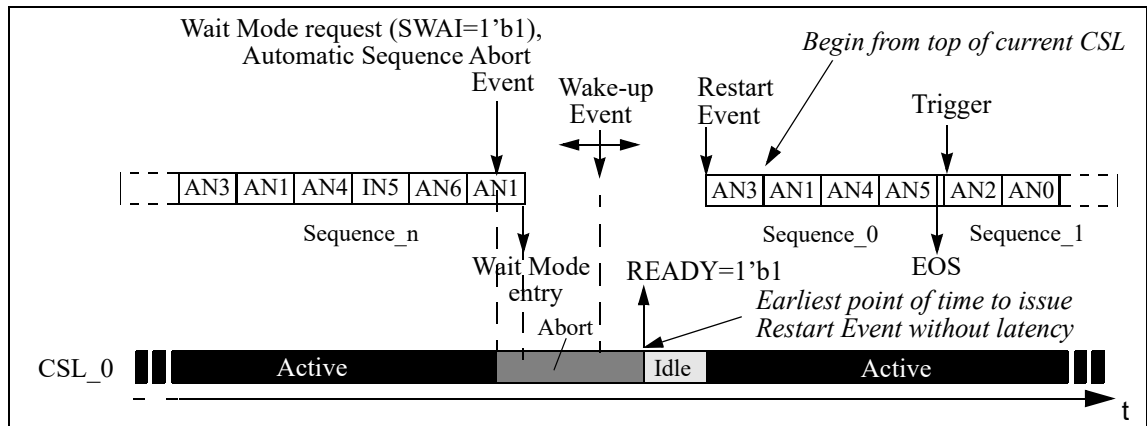 Wait Mode request (SWAI=1’b1),
Automatic Sequence Abort
Event
Wake-up
Event
Restart
Event
Begin from top of current CSL
Trigger
AN3 AN1 AN4 IN5 AN6 AN1
AN3 AN1 AN4 AN5 AN2 AN0
Sequence_n
Sequence_0
Sequence_1
Wait Mode
entry
READY=1’b1
EOS
Earliest point of time to issue
Restart Event without latency
Abort
CSL_0
Active
Idle
Active
t